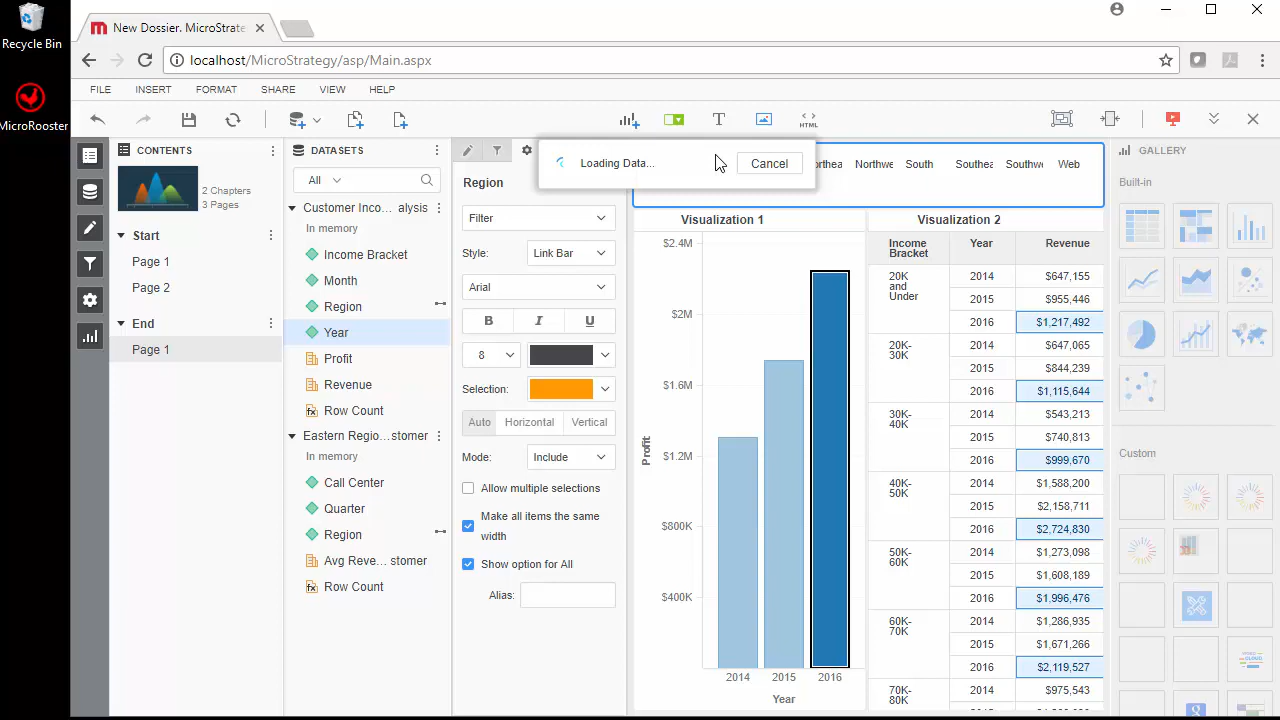 Recycle Bin
MicroRooster
New Dossier. MicroStrate
localhost/MicroStrategy/asp/Main.aspx
FILE INSERT FORMAT SHARE VIEW HELP
HTML
CONTENTS
2 Chapters
3 Pages
Start
Page 1
Page 2
End
Page 1
DATASETS
All
Customer Inco... alysis
In memory
Income Bracket
Month
Region
Year
Profit
Revenue
Row Count
Eastern Regio... stomer
In memory
Call Center
Quarter
Region
Avg Reve... stomer
Row Count
Region
Filter
Style: Link Bar
Arial
B I U
8
Selection:
Auto Horizontal Vertical
Mode: Include
Allow multiple selections
Make all items the same
width
Show option for All
Alias:
Loading Data...
Cancel
orthea Northwe South Southea Southwe Web
Visualization 1
$2.4M
$2M
$1.6M
$1.2M
$800K
$400K
Profit
2014 2015 2016
Year
Visualization 2
Income
Bracket Year Revenue
20K
and
Under
2014 $647,155
2015 $955,446
2016 $1,217,492
20K-
30K
2014 $647,065
2015 $844,239
2016 $1,115,644
30K-
40K
2014 $543,213
2015 $740,813
2016 $999,670
40K-
50K
2014 $1,588,200
2015 $2,158,711
2016 $2,724,830
50K-
60K
2014 $1,273,098
2015 $1,608,189
2016 $1,996,476
60K-
70K
2014 $1,286,935
2015 $1,671,266
2016 $2,119,527
70K-
80K
2014 $975,543
GALLERY
Built-in
Custom